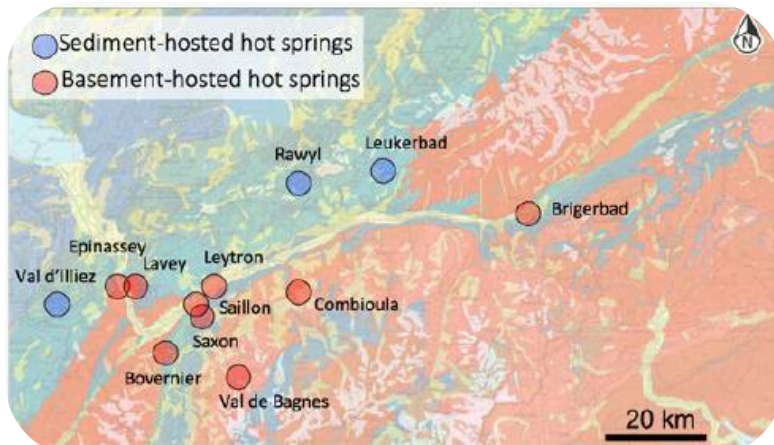 Sediment-hosted hot springs
N
Basement-hosted hot springs
Leukerbad
Rawyl
Brigerbad
Epinassey
Lavey
Leytron
Val d'Illiez
Saillon
Combioula
Saxon
Bovernier
Val de Bagnes
20 km